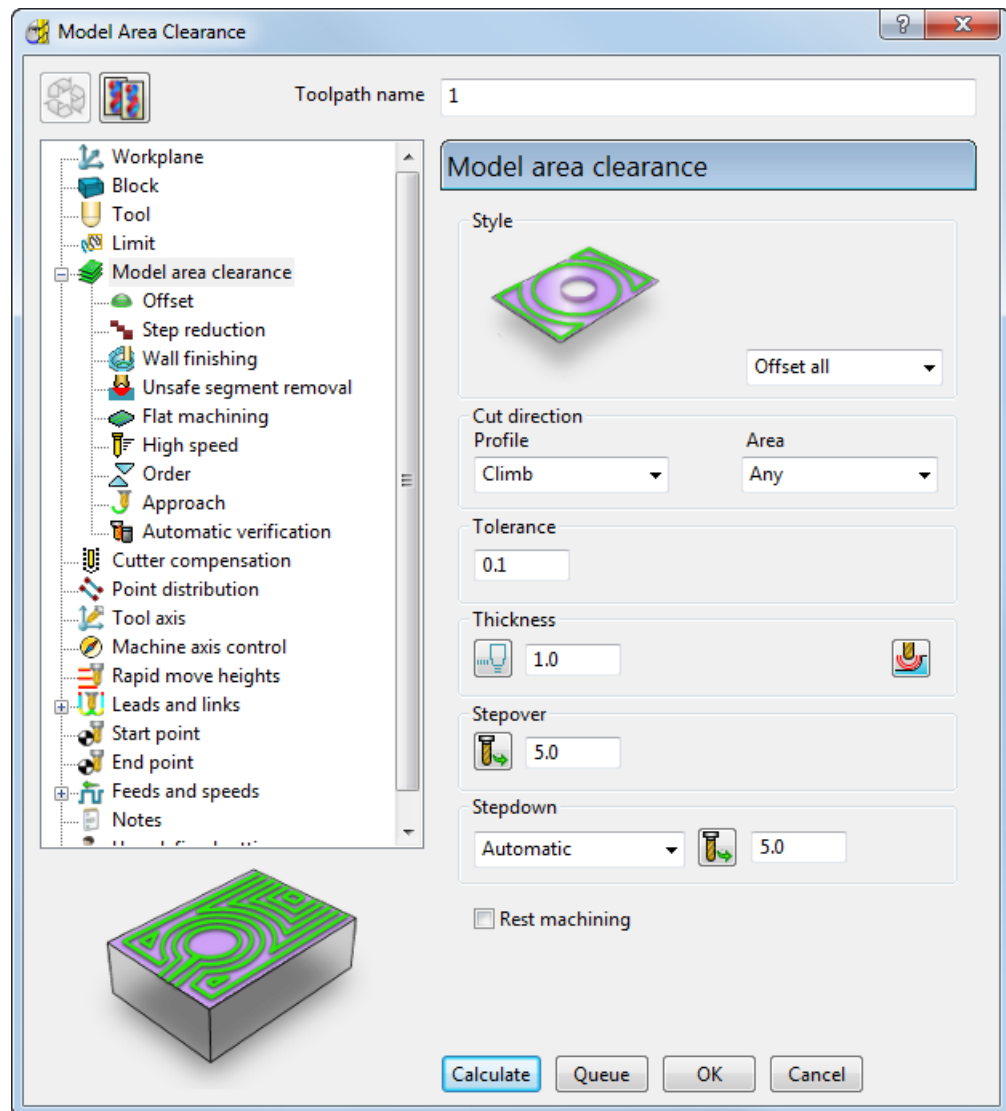 Model Area Clearance
Toolpath name 1
Workplane
Block
Tool
Limit
Model area clearance
Offset
Step reduction
Wall finishing
Unsafe segment removal
Flat machining
High speed
Order
Approach
Automatic verification
Cutter compensation
Point distribution
Tool axis
Machine axis control
Rapid move heights
Leads and links
Start point
End point
Feeds and speeds
Notes
Model area clearance
Style
Offset all
Cut direction
Profile Area
Climb Any
Tolerance
0.1
Thickness
1.0
Stepover
5.0
Stepdown
Automatic 5.0
Rest machining
Calculate Queue OK Cancel